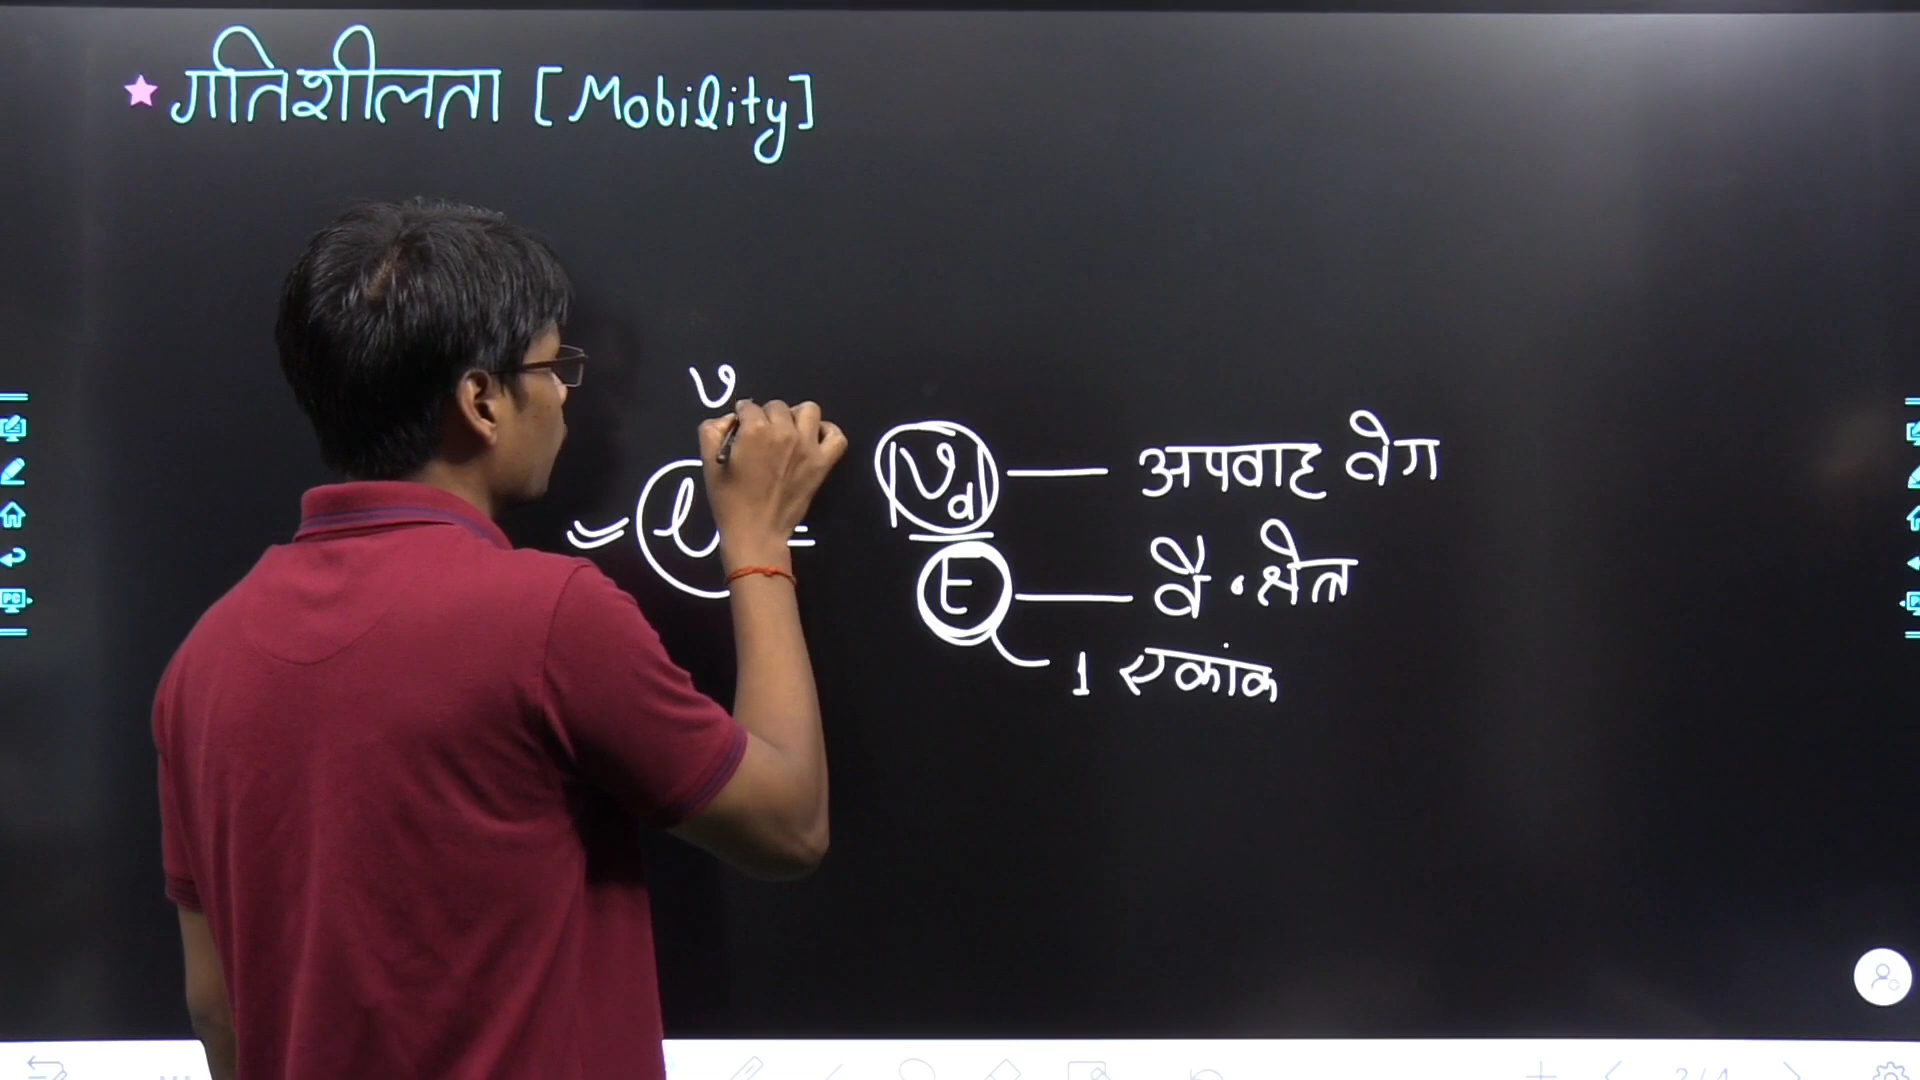 ★ गतिशीलता [Mobility]
v
|vd| — अपवाह वेग
=
E — वै॰ क्षेत्र
1 एकांक